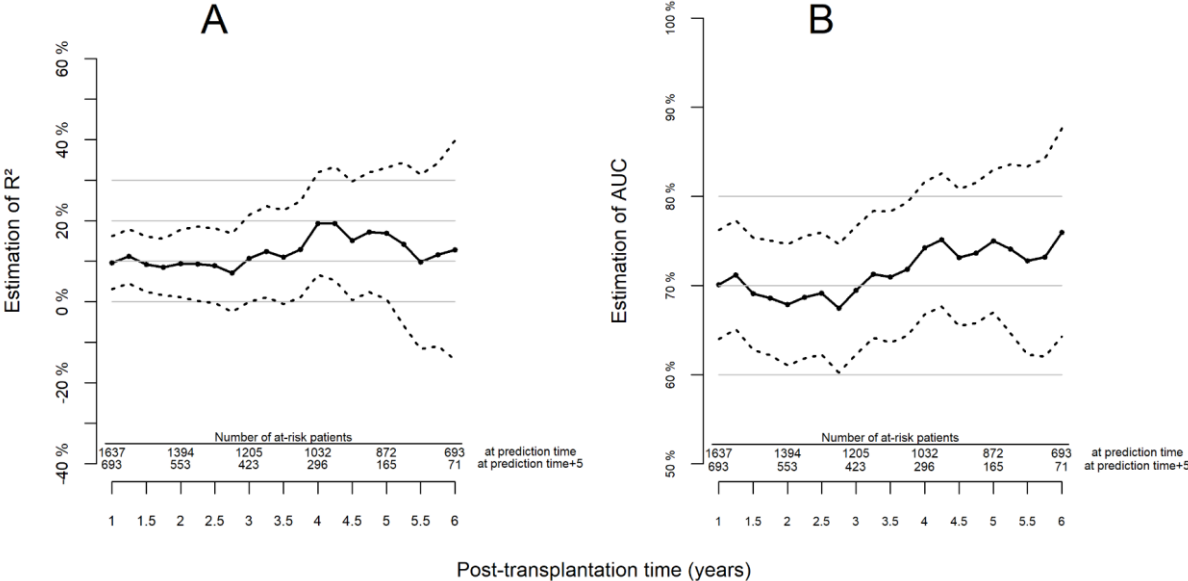 A
B
Estimation of R²
60 %
40 %
20 %
0 %
-20 %
-40 %
Number of at-risk patients
1637 1394 1205 1032 872 693 at prediction time
693 553 423 296 165 71 at prediction time+5
1 1.5 2 2.5 3 3.5 4 4.5 5 5.5 6
Estimation of AUC
100 %
90 %
80 %
70 %
60 %
50 %
Number of at-risk patients
1637 1394 1205 1032 872 693 at prediction time
693 553 423 296 165 71 at prediction time+5
1 1.5 2 2.5 3 3.5 4 4.5 5 5.5 6
Post-transplantation time (years)